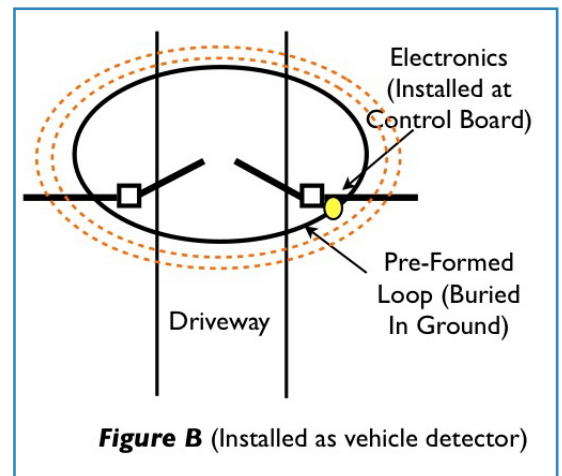 Electronics
(Installed at
Control Board)
Pre-Formed
Loop (Buried
In Ground)
Driveway
Figure B (Installed as vehicle detector)